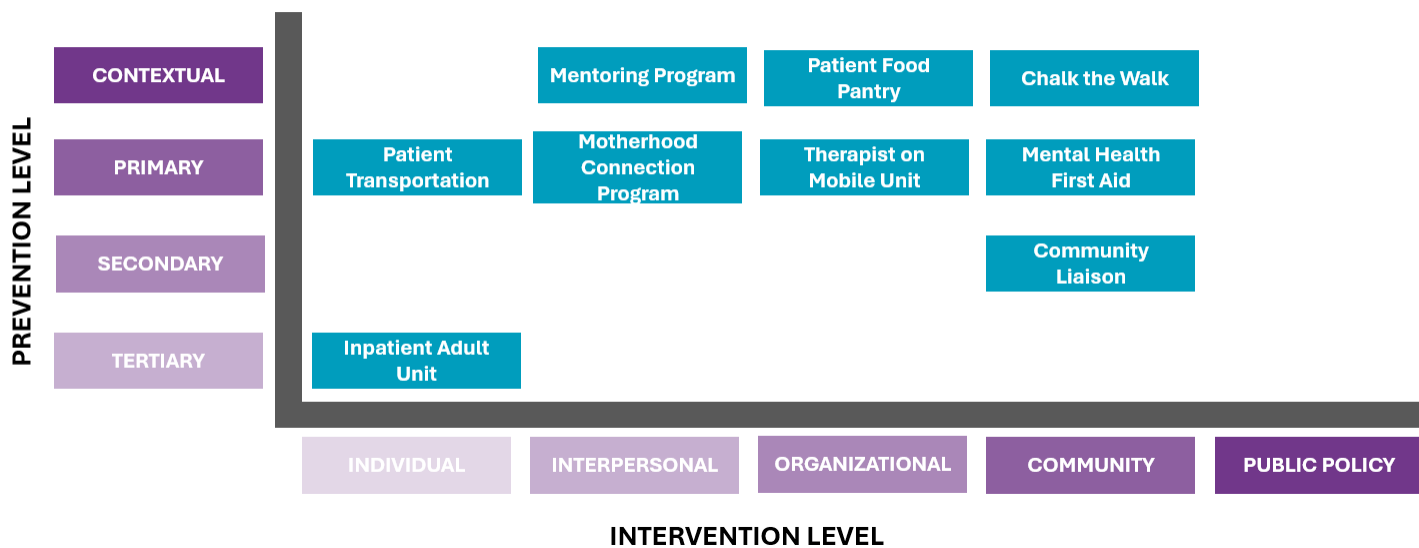 PREVENTION LEVEL
CONTEXTUAL
Mentoring Program
Patient Food
Pantry
Chalk the Walk
PRIMARY
Patient
Transportation
Motherhood
Connection
Program
Therapist on
Mobile Unit
Mental Health
First Aid
SECONDARY
Community
Liaison
TERTIARY
Inpatient Adult
Unit
INDIVIDUAL
INTERPERSONAL
ORGANIZATIONAL
COMMUNITY
PUBLIC POLICY
INTERVENTION LEVEL